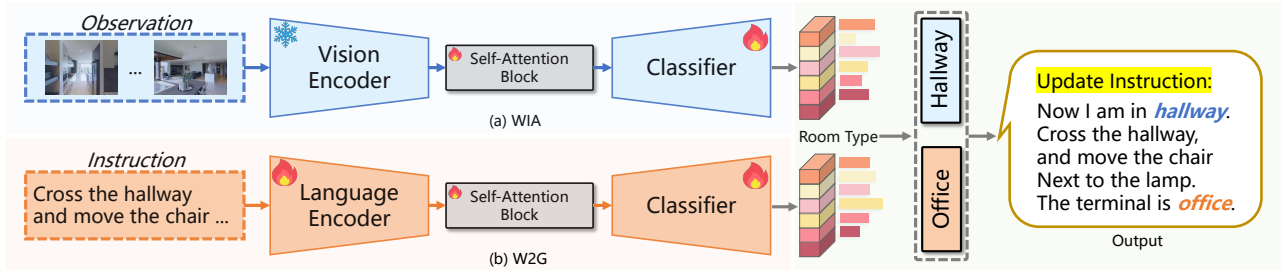 Observation
...
Vision
Encoder
Self-Attention
Block
Classifier
(a) WIA
Instruction
Cross the hallway
and move the chair ...
Language
Encoder
Self-Attention
Block
Classifier
(b) W2G
Room Type
Hallway
Office
Update Instruction:
Now I am in hallway.
Cross the hallway,
and move the chair
Next to the lamp.
The terminal is office.
Output